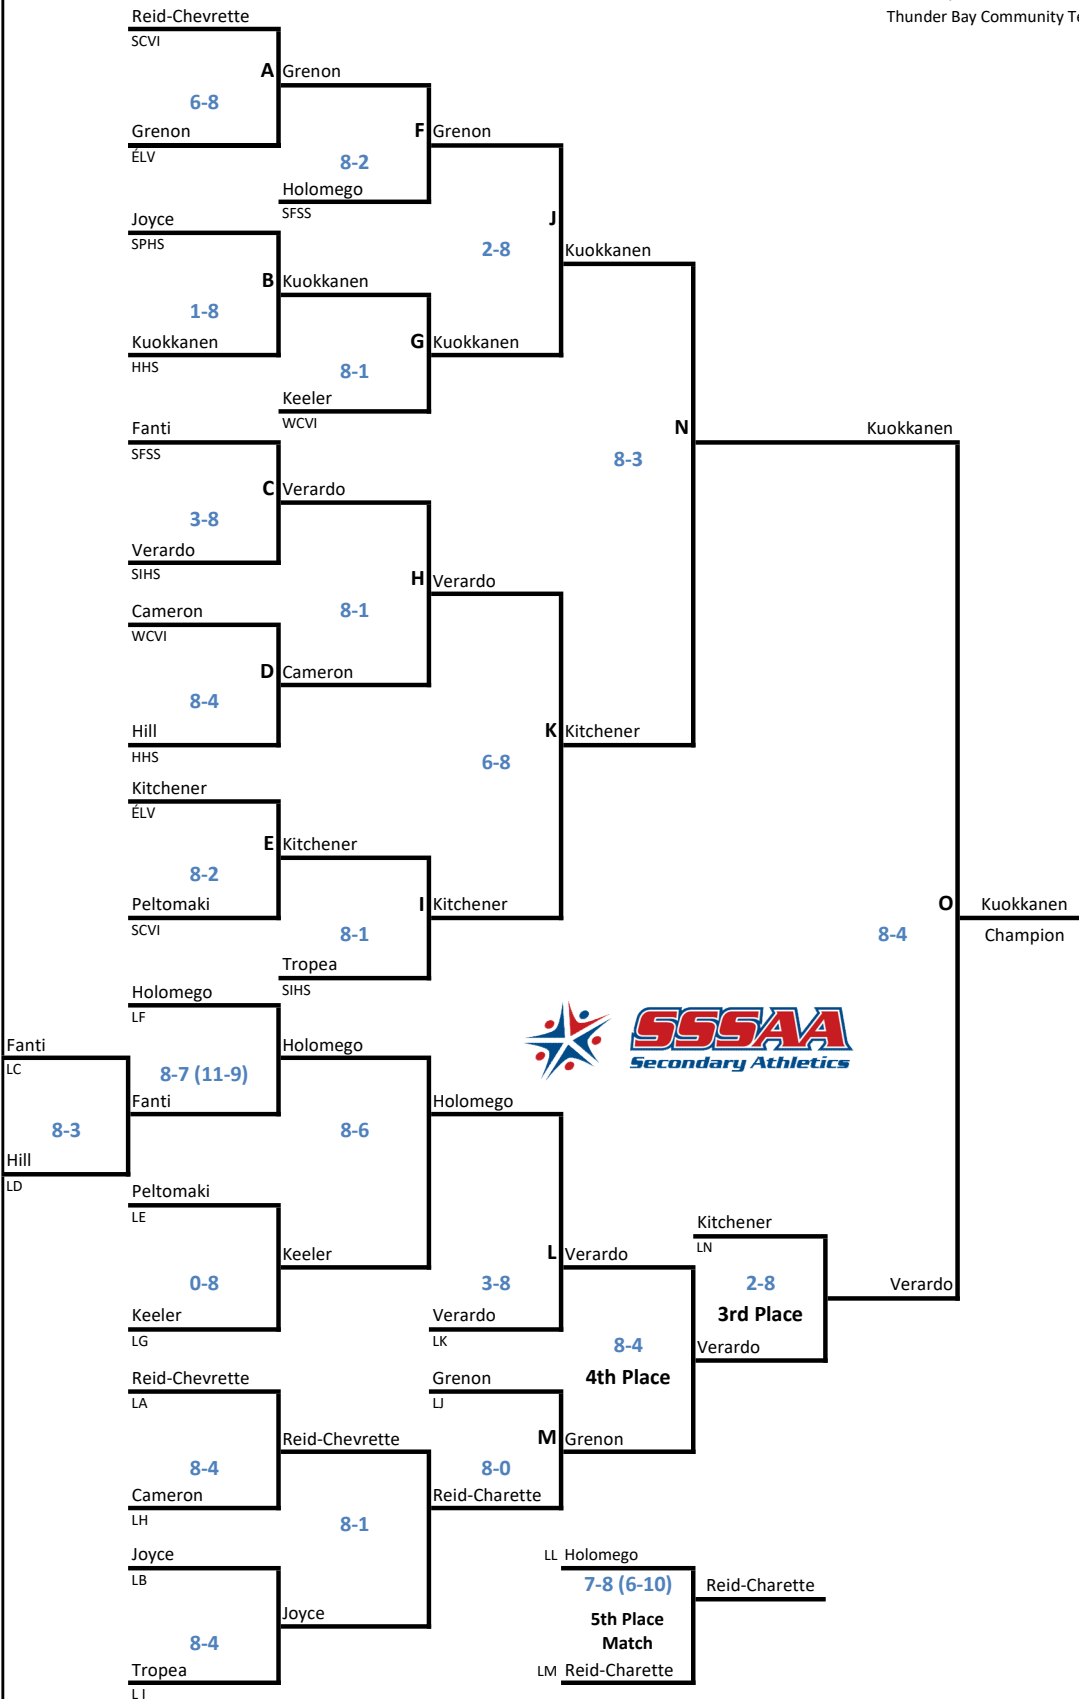 Reid-Chevrette
Thunder Bay Community Te
SCVI
A Grenon
6-8
Grenon
F Grenon
ÉLV
8-2
Holomego
SFSS
Joyce
J
SPHS
2-8
Kuokkanen
B Kuokkanen
1-8
Kuokkanen
G Kuokkanen
HHS
8-1
Keeler
WCVI
Fanti
N
Kuokkanen
SFSS
8-3
C Verardo
3-8
Verardo
SIHS
H Verardo
Cameron
8-1
WCVI
D Cameron
8-4
Hill
K Kitchener
HHS
6-8
Kitchener
ÉLV
E Kitchener
8-2
Peltomaki
I Kitchener
O Kuokkanen
SCVI
8-1
8-4
Champion
Tropea
SIHS
Holomego
LF
SSSAA
Secondary Athletics
Fanti
Holomego
LC
8-7 (11-9)
Fanti
Holomego
8-3
8-6
Hill
LD
Peltomaki
LE
Kitchener
LN
Keeler
L Verardo
0-8
3-8
2-8
Verardo
Keeler
Verardo
3rd Place
LG
LK
8-4
Verardo
Reid-Chevrette
Grenon
4th Place
LA
LJ
Reid-Chevrette
M Grenon
8-4
8-0
Cameron
Reid-Charette
LH
8-1
Joyce
LL Holomego
LB
7-8 (6-10)
Reid-Charette
Joyce
5th Place
Match
8-4
Tropea
LM Reid-Charette
LI